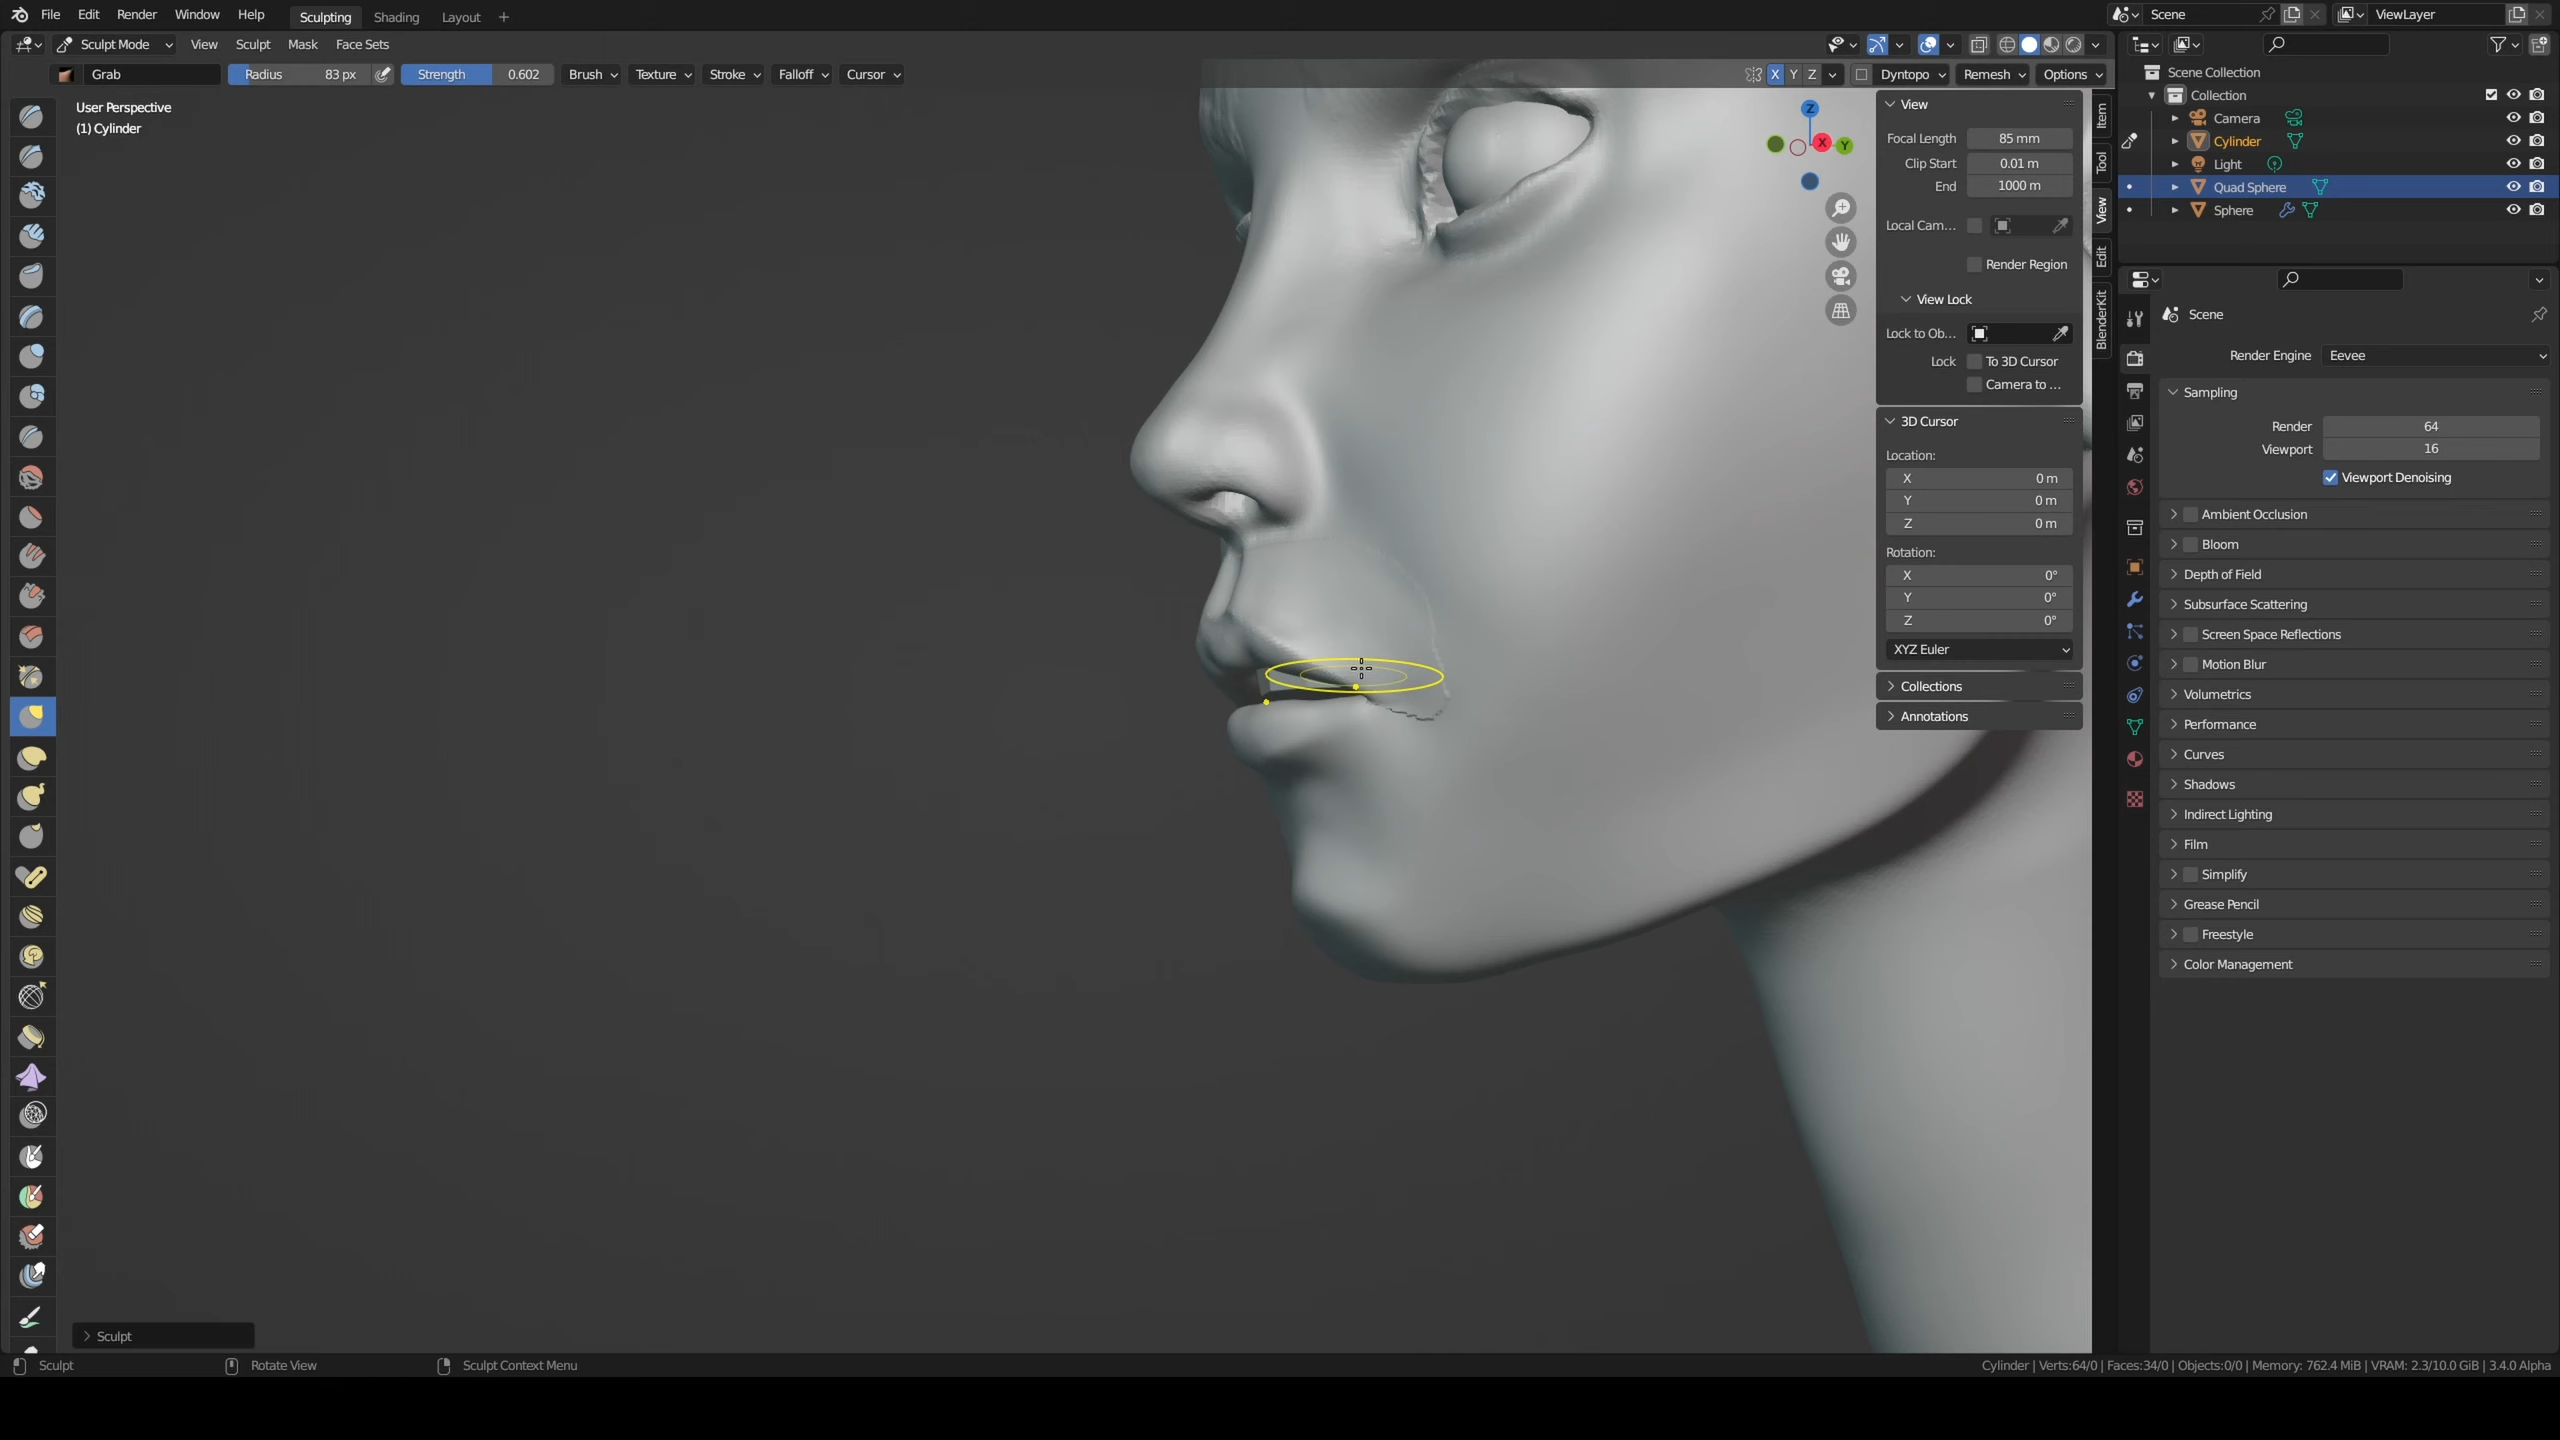 File Edit Render Window Help Sculpting Shading Layout + Scene ViewLayer
Sculpt Mode View Sculpt Mask Face Sets
Grab Radius 83 px Strength 0.602 Brush Texture Stroke Falloff Cursor X Y Z Dyntopo Remesh Options
User Perspective
(1) Cylinder
Z
X
Y
View
Focal Length 85 mm
Clip Start 0.01 m
End 1000 m
Local Cam...
Render Region
View Lock
Lock to Ob...
Lock To 3D Cursor
Camera to ...
3D Cursor
Location:
X 0 m
Y 0 m
Z 0 m
Rotation:
X 0°
Y 0°
Z 0°
XYZ Euler
Collections
Annotations
Item
Tool
View
Edit
BlenderKit
Scene Collection
Collection
Camera
Cylinder
Light
Quad Sphere
Sphere
Scene
Render Engine Eevee
Sampling
Render 64
Viewport 16
Viewport Denoising
Ambient Occlusion
Bloom
Depth of Field
Subsurface Scattering
Screen Space Reflections
Motion Blur
Volumetrics
Performance
Curves
Shadows
Indirect Lighting
Film
Simplify
Grease Pencil
Freestyle
Color Management
Sculpt
Sculpt Rotate View Sculpt Context Menu Cylinder | Verts:64/0 | Faces:34/0 | Objects:0/0 | Memory: 762.4 MiB | VRAM: 2.3/10.0 GiB | 3.4.0 Alpha